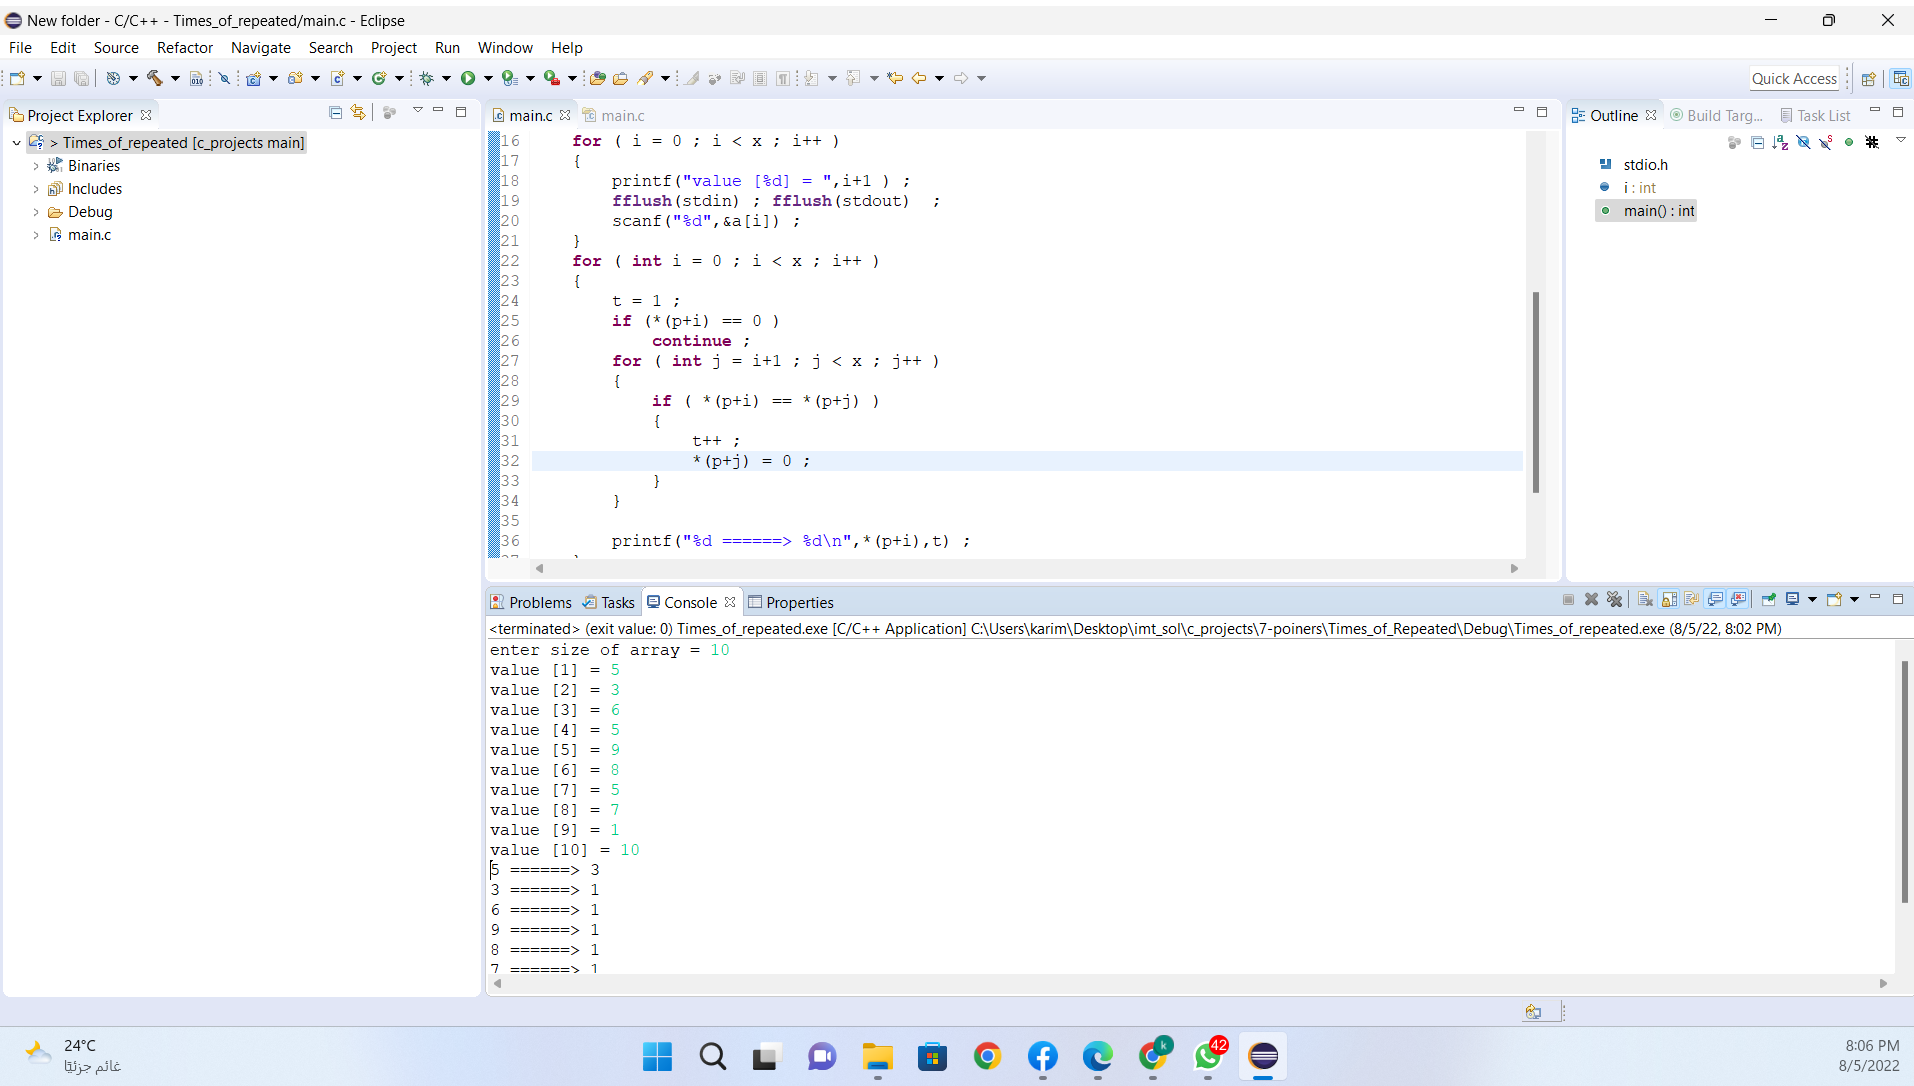 New folder - C/C++ - Times_of_repeated/main.c - Eclipse
File Edit Source Refactor Navigate Search Project Run Window Help
Quick Access
Project Explorer
> Times_of_repeated [c_projects main]
Binaries
Includes
Debug
main.c
main.c main.c
16 for ( i = 0 ; i < x ; i++ )
17 {
18 printf("value [%d] = ",i+1 ) ;
19 fflush(stdin) ; fflush(stdout) ;
20 scanf("%d",&a[i]) ;
21 }
22 for ( int i = 0 ; i < x ; i++ )
23 {
24 t = 1 ;
25 if (*(p+i) == 0 )
26 continue ;
27 for ( int j = i+1 ; j < x ; j++ )
28 {
29 if ( *(p+i) == *(p+j) )
30 {
31 t++ ;
32 *(p+j) = 0 ;
33 }
34 }
35
36 printf("%d ======> %d\n",*(p+i),t) ;
Outline Build Targ... Task List
stdio.h
i : int
main() : int
Problems Tasks Console Properties
<terminated> (exit value: 0) Times_of_repeated.exe [C/C++ Application] C:\Users\karim\Desktop\imt_sol\c_projects\7-poiners\Times_of_Repeated\Debug\Times_of_repeated.exe (8/5/22, 8:02 PM)
enter size of array = 10
value [1] = 5
value [2] = 3
value [3] = 6
value [4] = 5
value [5] = 9
value [6] = 8
value [7] = 5
value [8] = 7
value [9] = 1
value [10] = 10
5 ======> 3
3 ======> 1
6 ======> 1
9 ======> 1
8 ======> 1
7 ======> 1
24°C
غائم جزئيًا
k
42
8:06 PM
8/5/2022